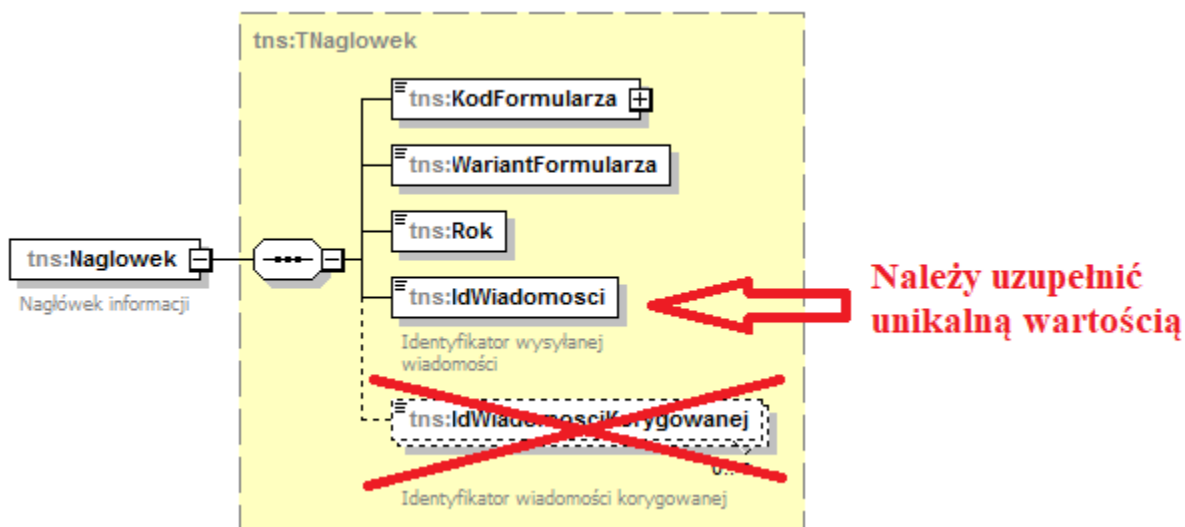 tns:TNaglowek
tns:KodFormularza
tns:WariantFormularza
tns:Rok
tns:Naglowek
Nagłówek informacji
tns:IdWiadomosci
Identyfikator wysyłanej
wiadomości
Należy uzupełnić
unikalną wartością
tns:IdWiadomosciKorygowanej
Identyfikator wiadomości korygowanej